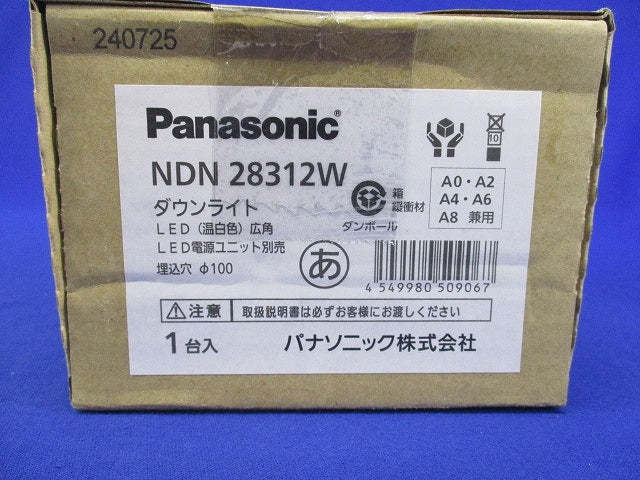 240725
Panasonic®
NDN 28312W
ダウンライト
LED（温白色）広角
LED電源ユニット別売
埋込穴 φ100
箱
緩衝材
ダンボール
10
A0・A2
A4・A6
A8 兼用
あ
4 549980 509067
注意 取扱説明書は必ずお客様にお渡しください
1台入
パナソニック株式会社